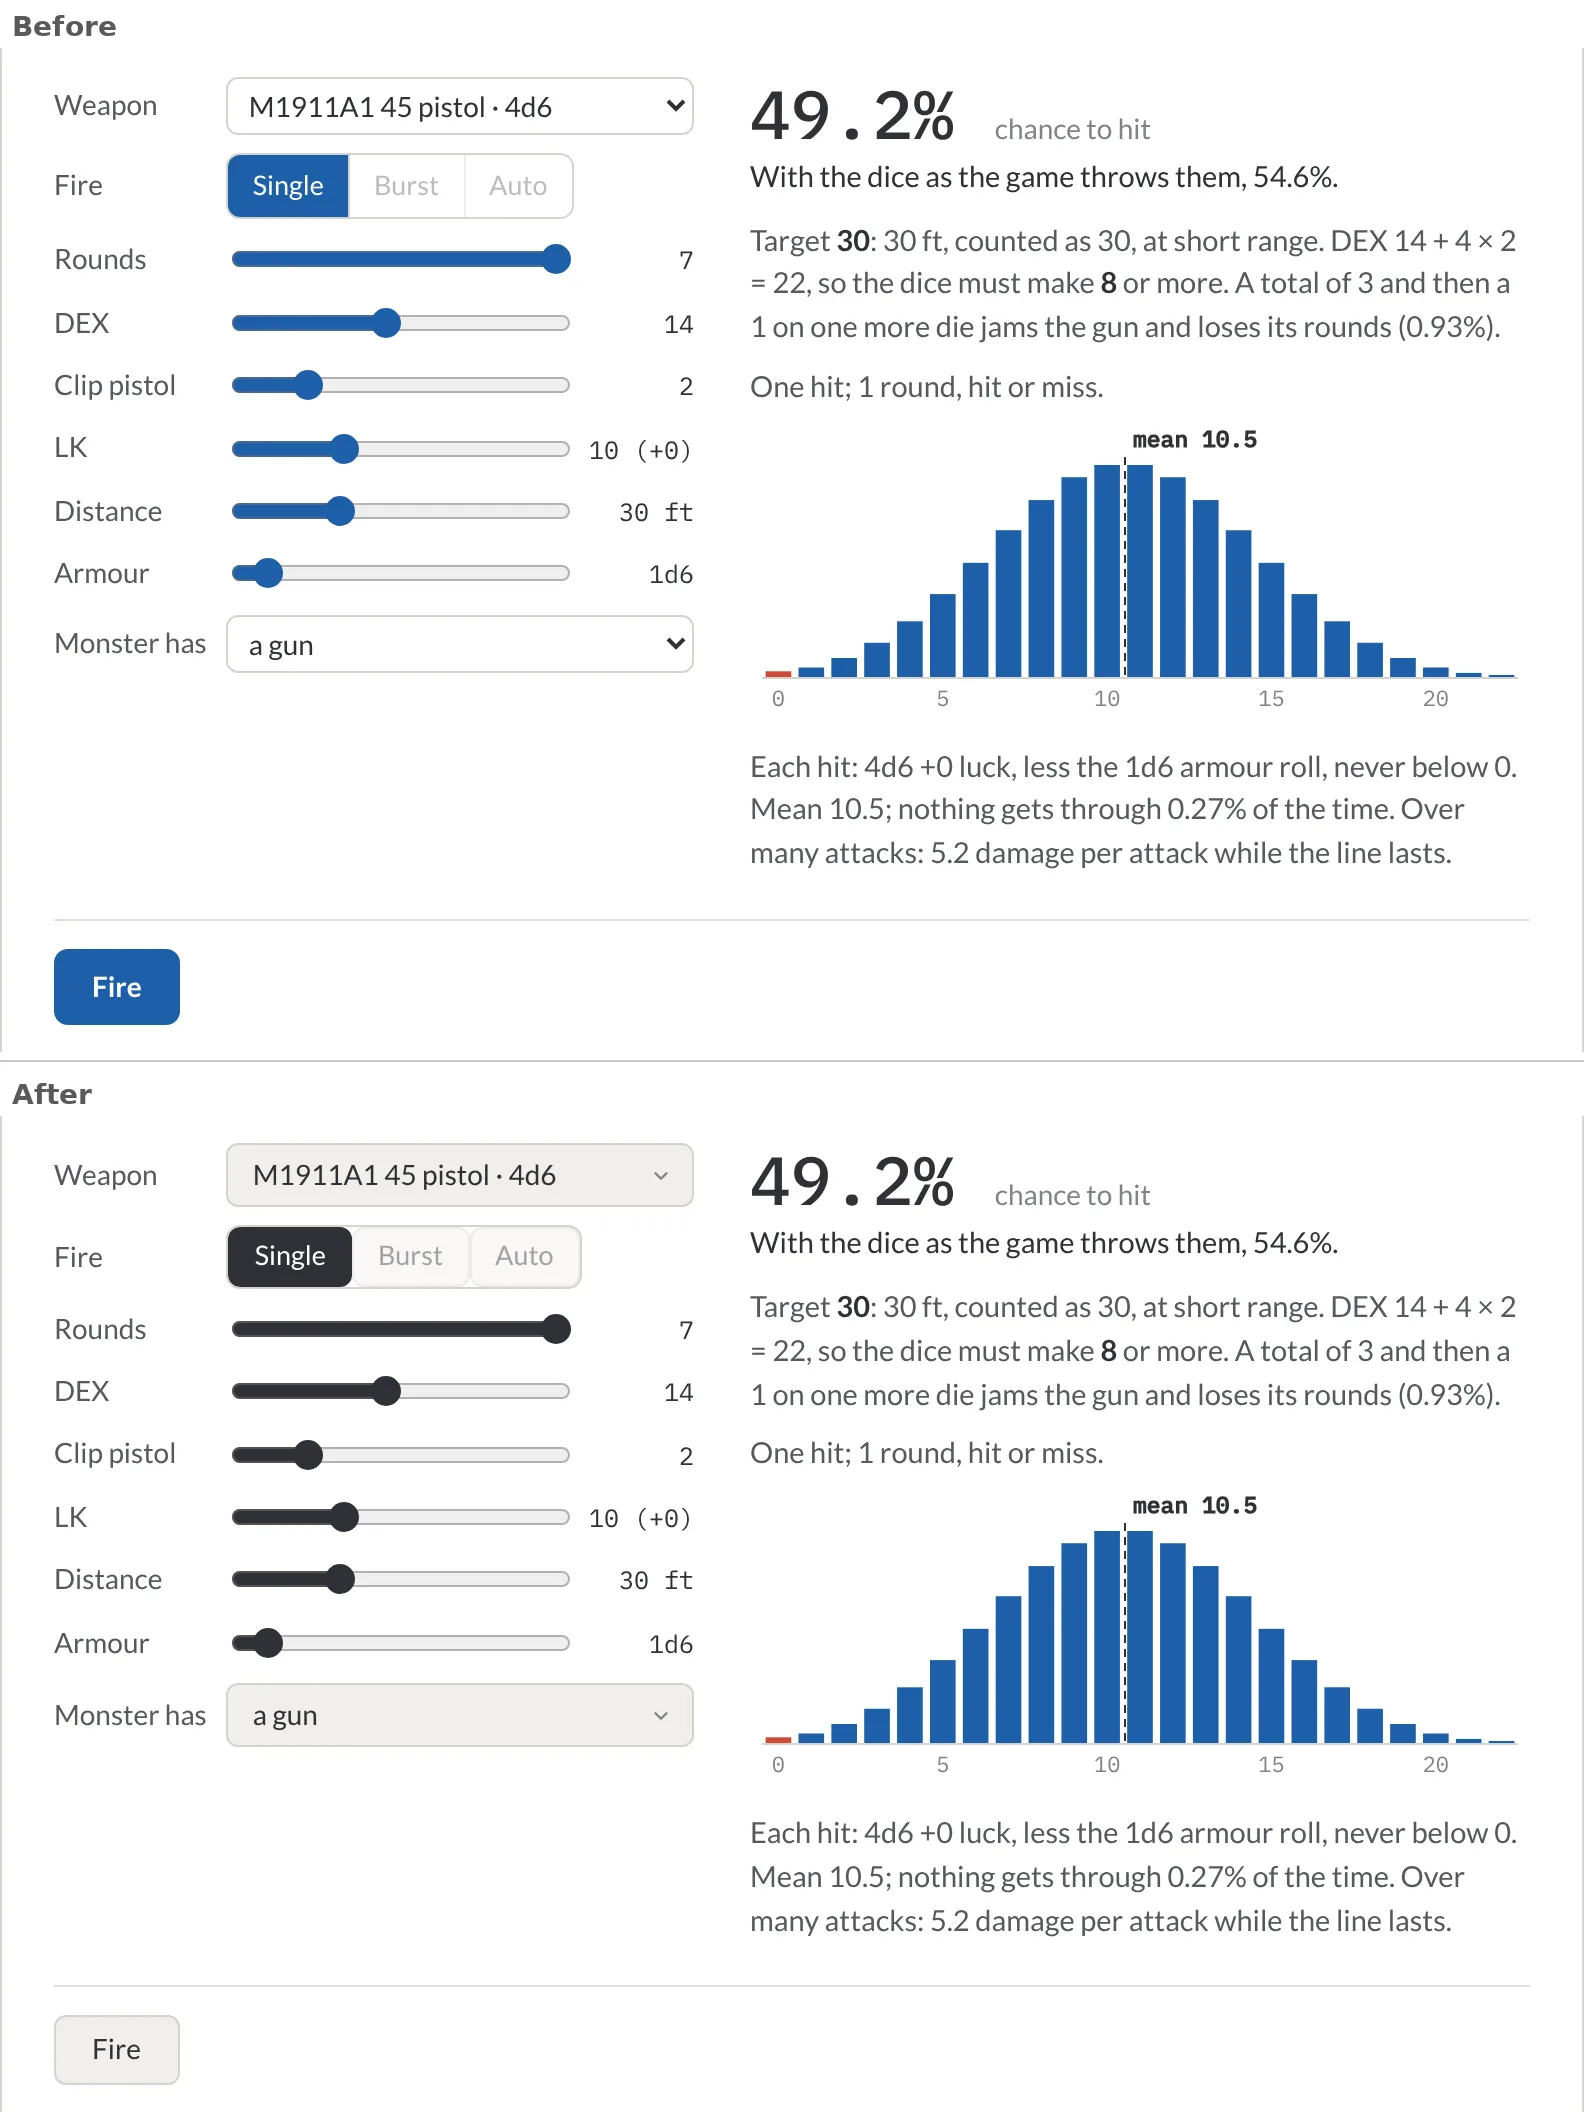 Before
Weapon
M1911A1 45 pistol · 4d6
Fire
Single
Burst
Auto
Rounds
7
DEX
14
Clip pistol
2
LK
10 (+0)
Distance
30 ft
Armour
1d6
Monster has
a gun
49.2% chance to hit
With the dice as the game throws them, 54.6%.
Target 30: 30 ft, counted as 30, at short range. DEX 14 + 4 × 2
= 22, so the dice must make 8 or more. A total of 3 and then a
1 on one more die jams the gun and loses its rounds (0.93%).
One hit; 1 round, hit or miss.
mean 10.5
0 5 10 15 20
Each hit: 4d6 +0 luck, less the 1d6 armour roll, never below 0.
Mean 10.5; nothing gets through 0.27% of the time. Over
many attacks: 5.2 damage per attack while the line lasts.
Fire
After
Weapon
M1911A1 45 pistol · 4d6
Fire
Single
Burst
Auto
Rounds
7
DEX
14
Clip pistol
2
LK
10 (+0)
Distance
30 ft
Armour
1d6
Monster has
a gun
49.2% chance to hit
With the dice as the game throws them, 54.6%.
Target 30: 30 ft, counted as 30, at short range. DEX 14 + 4 × 2
= 22, so the dice must make 8 or more. A total of 3 and then a
1 on one more die jams the gun and loses its rounds (0.93%).
One hit; 1 round, hit or miss.
mean 10.5
0 5 10 15 20
Each hit: 4d6 +0 luck, less the 1d6 armour roll, never below 0.
Mean 10.5; nothing gets through 0.27% of the time. Over
many attacks: 5.2 damage per attack while the line lasts.
Fire